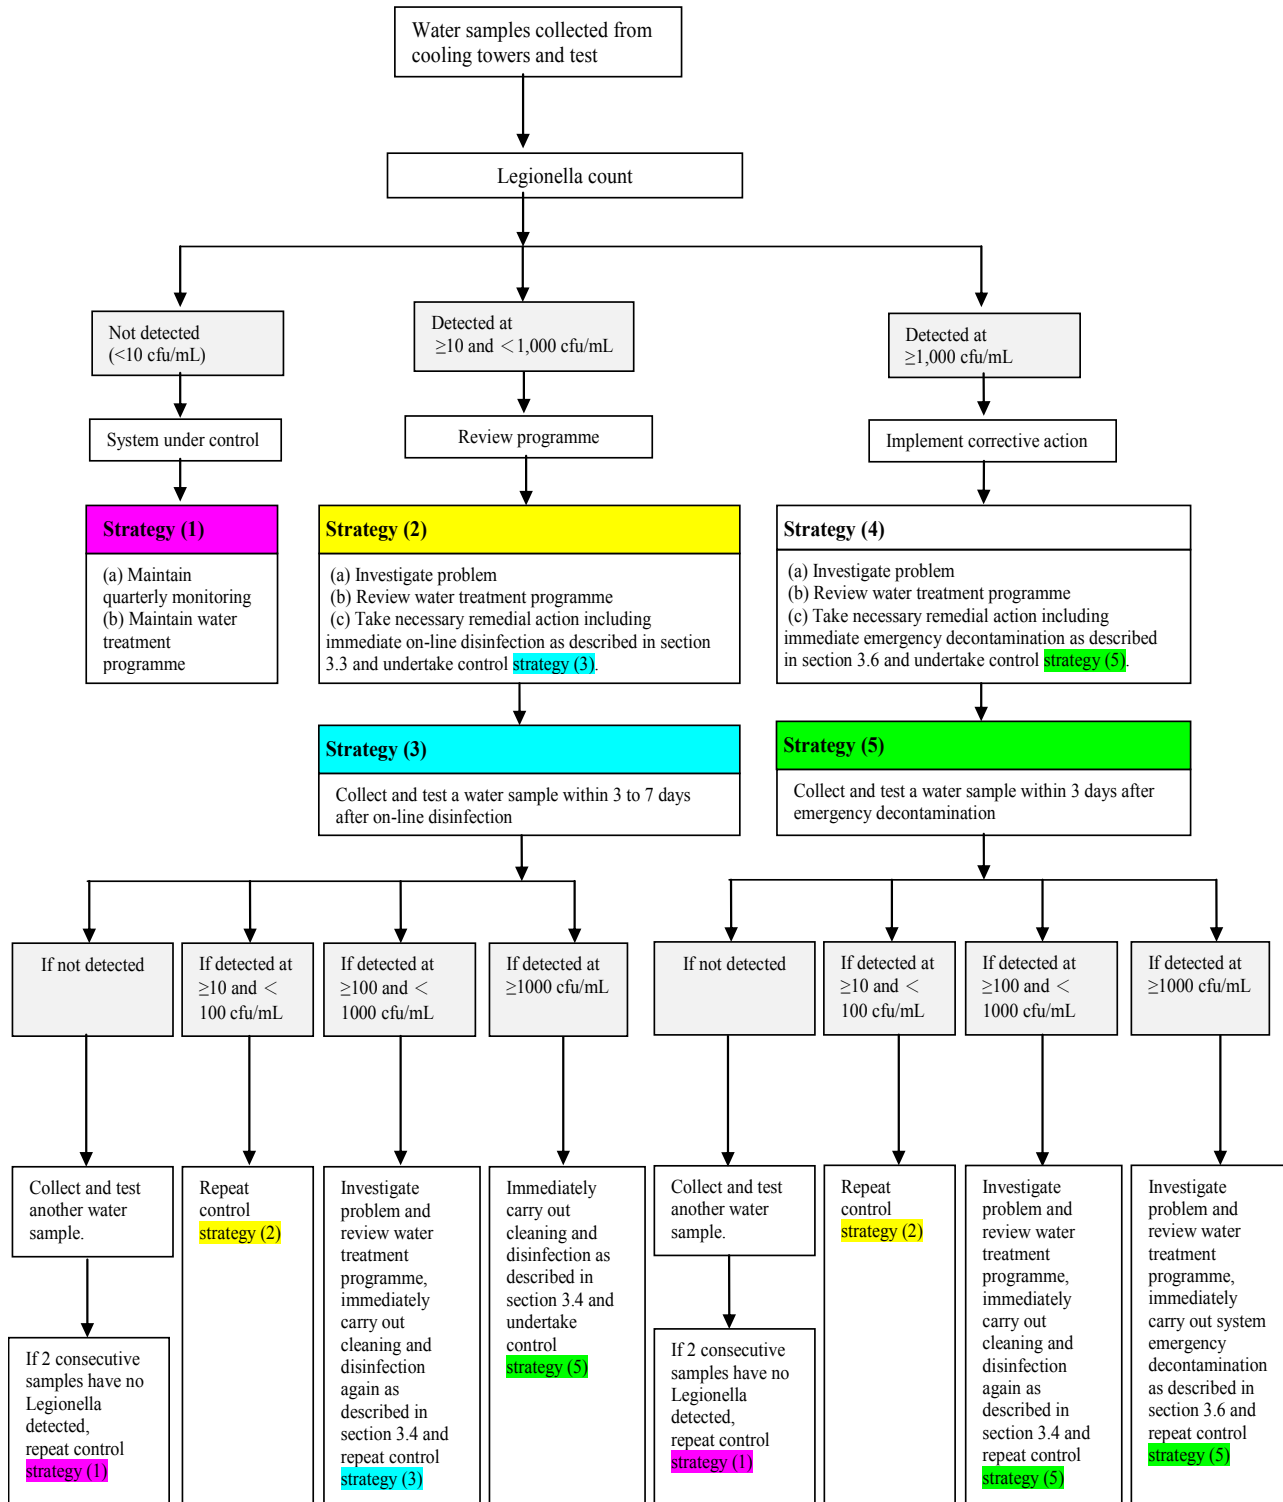 Water samples collected from
cooling towers and test
Legionella count
Not detected
(<10 cfu/mL)
Detected at
≥10 and <1,000 cfu/mL
Detected at
≥1,000 cfu/mL
System under control
Review programme
Implement corrective action
Strategy (1)
(a) Maintain
quarterly monitoring
(b) Maintain water
treatment
programme
Strategy (2)
(a) Investigate problem
(b) Review water treatment programme
(c) Take necessary remedial action including
immediate on-line disinfection as described in section
3.3 and undertake control strategy (3).
Strategy (4)
(a) Investigate problem
(b) Review water treatment programme
(c) Take necessary remedial action including
immediate emergency decontamination as described
in section 3.6 and undertake control strategy (5).
Strategy (3)
Collect and test a water sample within 3 to 7 days
after on-line disinfection
Strategy (5)
Collect and test a water sample within 3 days after
emergency decontamination
If not detected
If detected at
≥10 and <
100 cfu/mL
If detected at
≥100 and <
1000 cfu/mL
If detected at
≥1000 cfu/mL
If not detected
If detected at
≥10 and <
100 cfu/mL
If detected at
≥100 and <
1000 cfu/mL
If detected at
≥1000 cfu/mL
Collect and test
another water
sample.
If 2 consecutive
samples have no
Legionella
detected,
repeat control
strategy (1)
Repeat
control
strategy (2)
Investigate
problem and
review water
treatment
programme,
immediately
carry out
cleaning and
disinfection
again as
described in
section 3.4 and
repeat control
strategy (3)
Immediately
carry out
cleaning and
disinfection as
described in
section 3.4 and
undertake
control
strategy (5)
Collect and test
another water
sample.
If 2 consecutive
samples have no
Legionella
detected,
repeat control
strategy (1)
Repeat
control
strategy (2)
Investigate
problem and
review water
treatment
programme,
immediately
carry out
cleaning and
disinfection
again as
described in
section 3.4 and
repeat control
strategy (5)
Investigate
problem and
review water
treatment
programme,
immediately
carry out system
emergency
decontamination
as described in
section 3.6 and
repeat control
strategy (5)